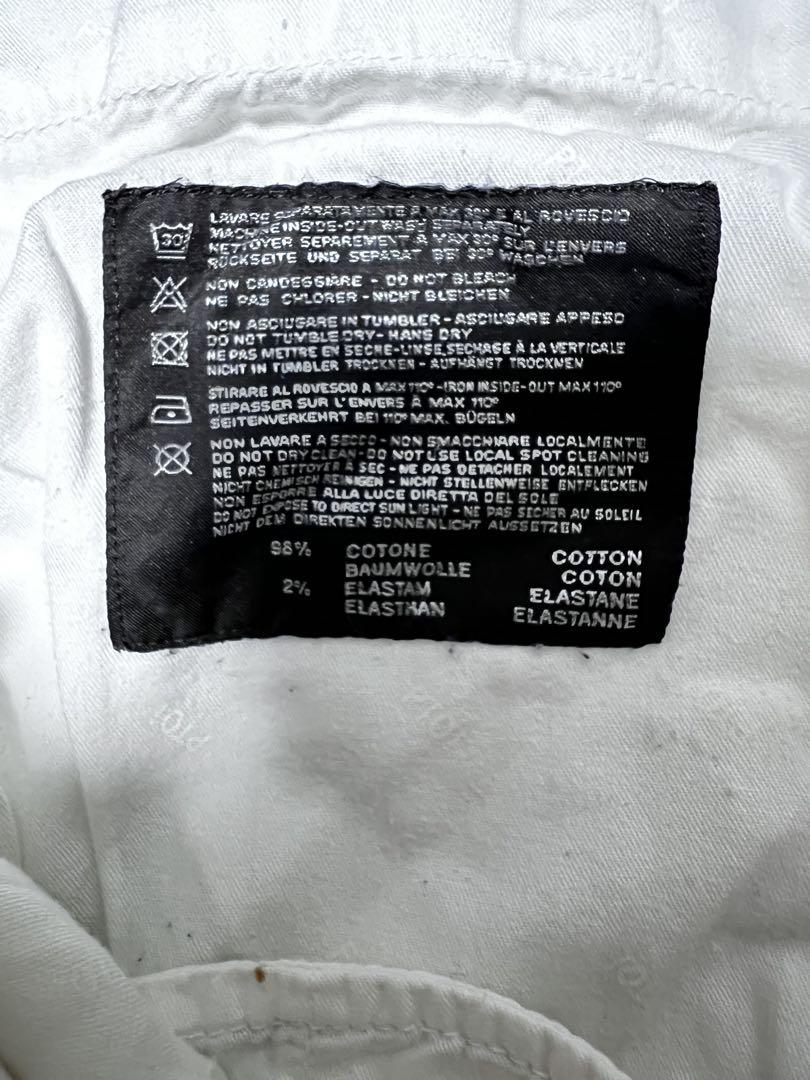 30°
LAVARE SEPARATAMENTE A MAX 30° E AL ROVESCIO
MACHINE INSIDE-OUT WASH SEPARATELY
NETTOYER SEPAREMENT A MAX 30° SUR L'ENVERS
RÜCKSEITE UND SEPARAT BEI 30° WASCHEN
NON CANDEGGIARE - DO NOT BLEACH
NE PAS CHLORER - NICHT BLEICHEN
NON ASCIUGARE IN TUMBLER - ASCIUGARE APPESO
DO NOT TUMBLE DRY - HANG DRY
NE PAS METTRE EN SECHE-LINGE, SECHAGE À LA VERTICALE
NICHT IN TUMBLER TROCKNEN - AUFHÄNGT TROCKNEN
STIRARE AL ROVESCIO A MAX 110° - IRON INSIDE-OUT MAX 110°
REPASSER SUR L'ENVERS À MAX 110°
SEITENVERKEHRT BEI 110° MAX. BÜGELN
NON LAVARE A SECCO - NON SMACCHIARE LOCALMENTE
DO NOT DRY CLEAN - DO NOT USE LOCAL SPOT CLEANING
NE PAS NETTOYER À SEC - NE PAS DETACHER LOCALEMENT
NICHT CHEMISCH REINIGEN - NICHT STELLENWEISE ENTFLECKEN
NON ESPORRE ALLA LUCE DIRETTA DEL SOLE
DO NOT EXPOSE TO DIRECT SUN LIGHT - NE PAS SECHER AU SOLEIL
NICHT DEM DIREKTEN SONNENLICHT AUSSETZEN
98% COTONE COTTON
BAUMWOLLE COTON
2% ELASTAM ELASTANE
ELASTHAN ELASTANNE
PT01